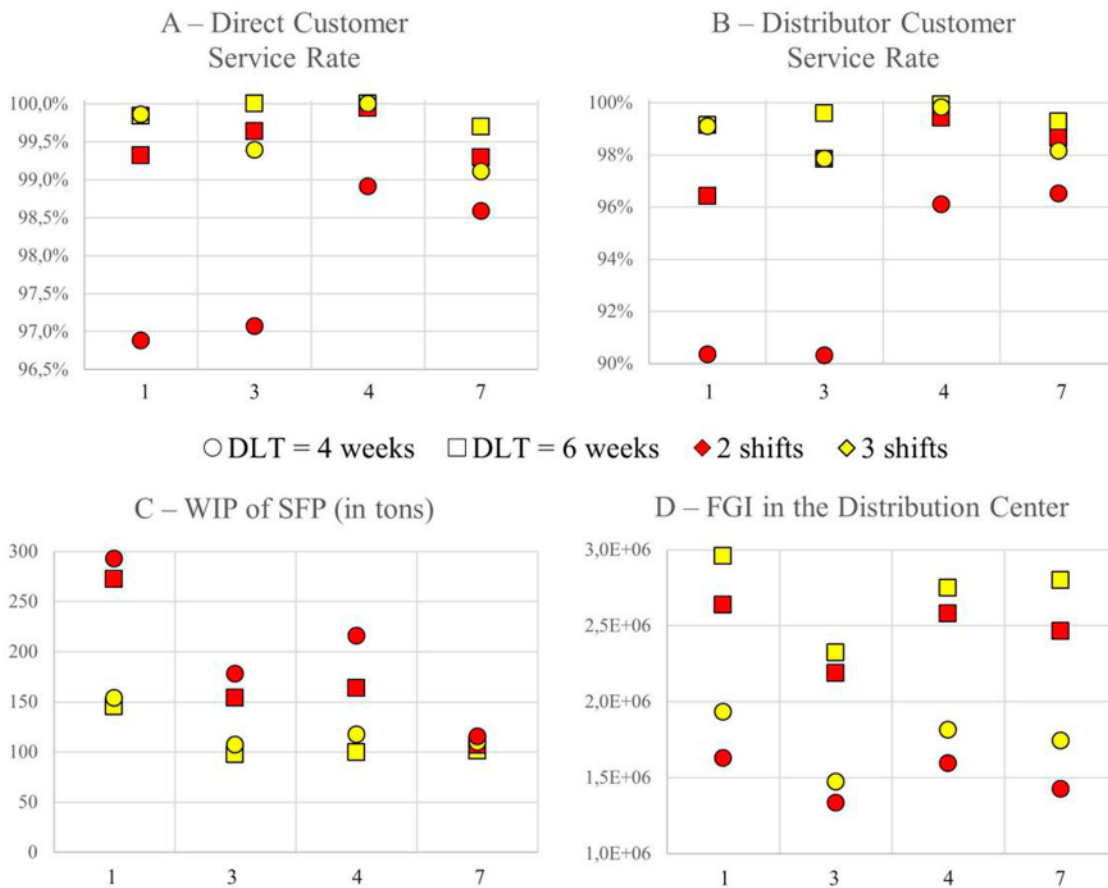 A – Direct Customer
Service Rate
100,0%
99,5%
99,0%
98,5%
98,0%
97,5%
97,0%
96,5%
1 3 4 7
B – Distributor Customer
Service Rate
100%
98%
96%
94%
92%
90%
1 3 4 7
DLT = 4 weeks DLT = 6 weeks 2 shifts 3 shifts
C – WIP of SFP (in tons)
300
250
200
150
100
50
0
1 3 4 7
D – FGI in the Distribution Center
3,0E+06
2,5E+06
2,0E+06
1,5E+06
1,0E+06
1 3 4 7